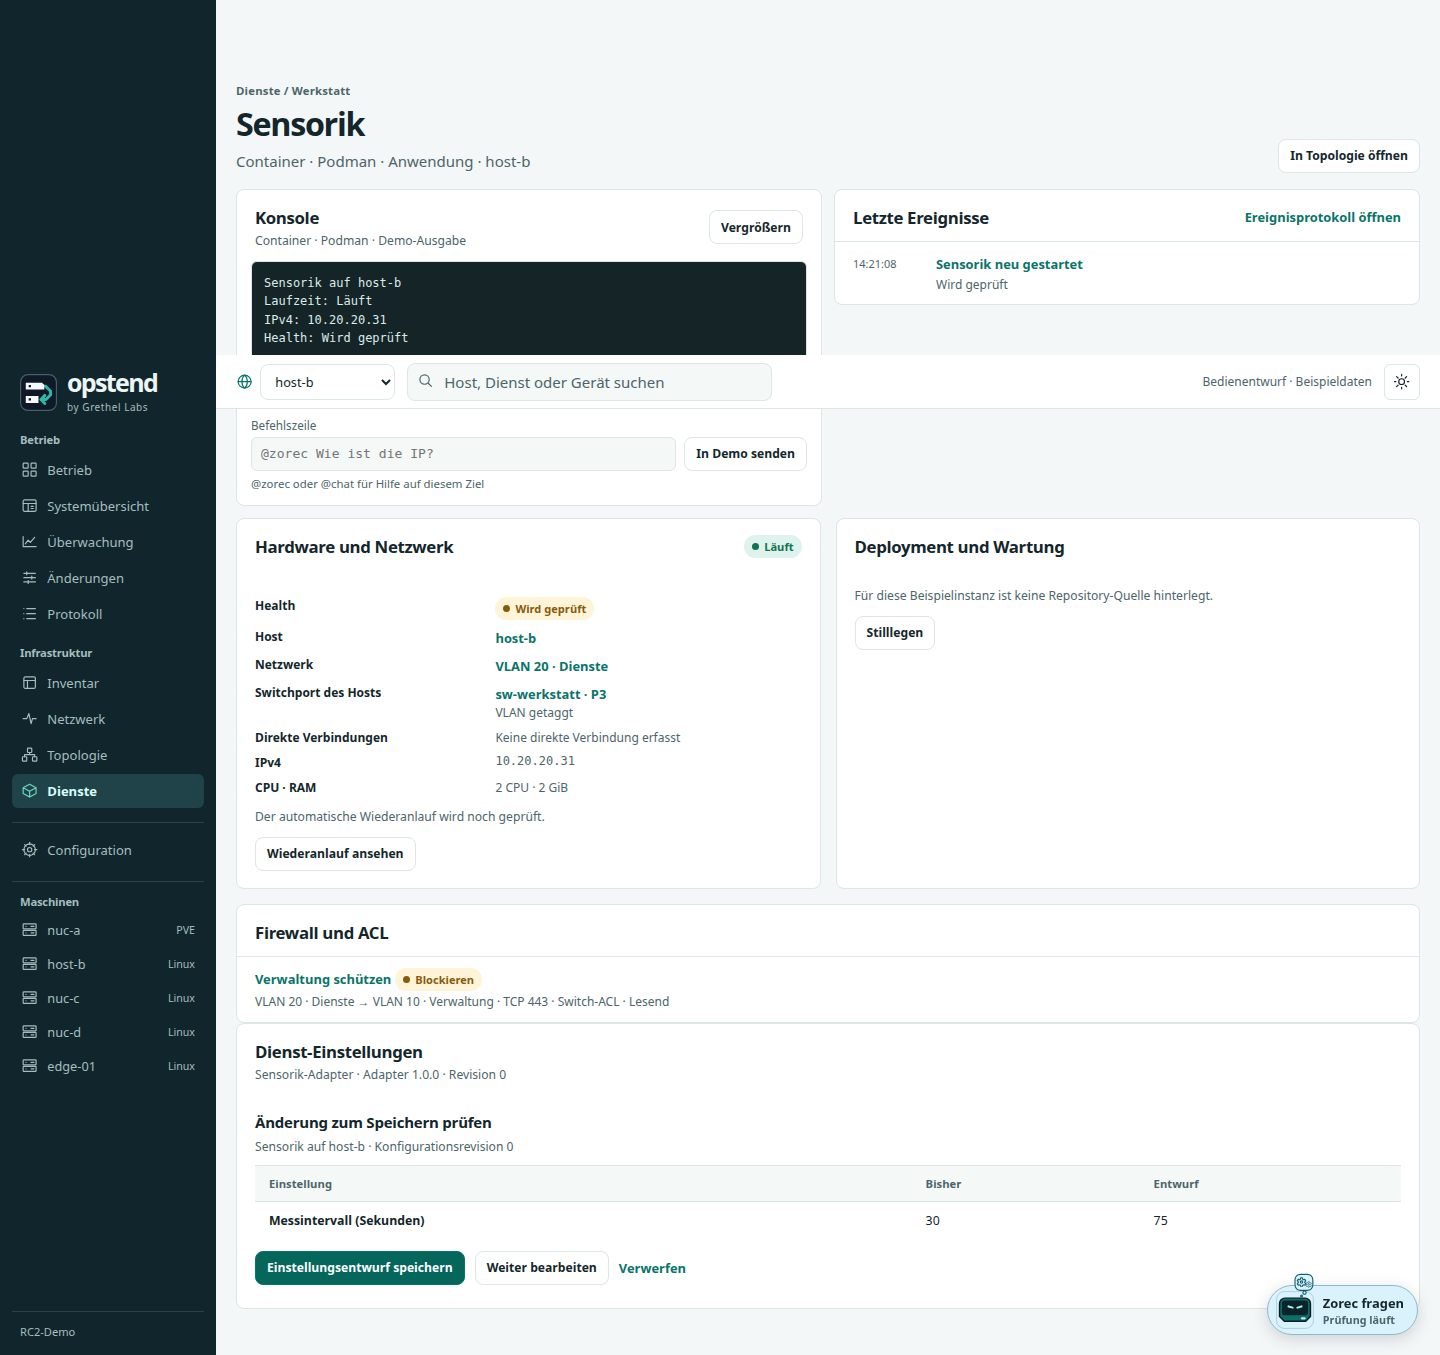 Dienste / Werkstatt
Sensorik
Container · Podman · Anwendung · host-b
In Topologie öffnen
Konsole
Container · Podman · Demo-Ausgabe
Vergrößern
Sensorik auf host-b
Laufzeit: Läuft
IPv4: 10.20.20.31
Health: Wird geprüft
Letzte Ereignisse
Ereignisprotokoll öffnen
14:21:08
Sensorik neu gestartet
Wird geprüft
opstend
by Grethel Labs
host-b
Host, Dienst oder Gerät suchen
Bedienentwurf · Beispieldaten
Betrieb
Betrieb
Systemübersicht
Überwachung
Änderungen
Protokoll
Infrastruktur
Inventar
Netzwerk
Topologie
Dienste
Configuration
Maschinen
nuc-a PVE
host-b Linux
nuc-c Linux
nuc-d Linux
edge-01 Linux
RC2-Demo
Befehlszeile
@zorec Wie ist die IP?
In Demo senden
@zorec oder @chat für Hilfe auf diesem Ziel
Hardware und Netzwerk
Läuft
Health Wird geprüft
Host host-b
Netzwerk VLAN 20 · Dienste
Switchport des Hosts sw-werkstatt · P3
VLAN getaggt
Direkte Verbindungen Keine direkte Verbindung erfasst
IPv4 10.20.20.31
CPU · RAM 2 CPU · 2 GiB
Der automatische Wiederanlauf wird noch geprüft.
Wiederanlauf ansehen
Deployment und Wartung
Für diese Beispielinstanz ist keine Repository-Quelle hinterlegt.
Stilllegen
Firewall und ACL
Verwaltung schützen Blockieren
VLAN 20 · Dienste → VLAN 10 · Verwaltung · TCP 443 · Switch-ACL · Lesend
Dienst-Einstellungen
Sensorik-Adapter · Adapter 1.0.0 · Revision 0
Änderung zum Speichern prüfen
Sensorik auf host-b · Konfigurationsrevision 0
Einstellung Bisher Entwurf
Messintervall (Sekunden) 30 75
Einstellungsentwurf speichern
Weiter bearbeiten
Verwerfen
Zorec fragen
Prüfung läuft